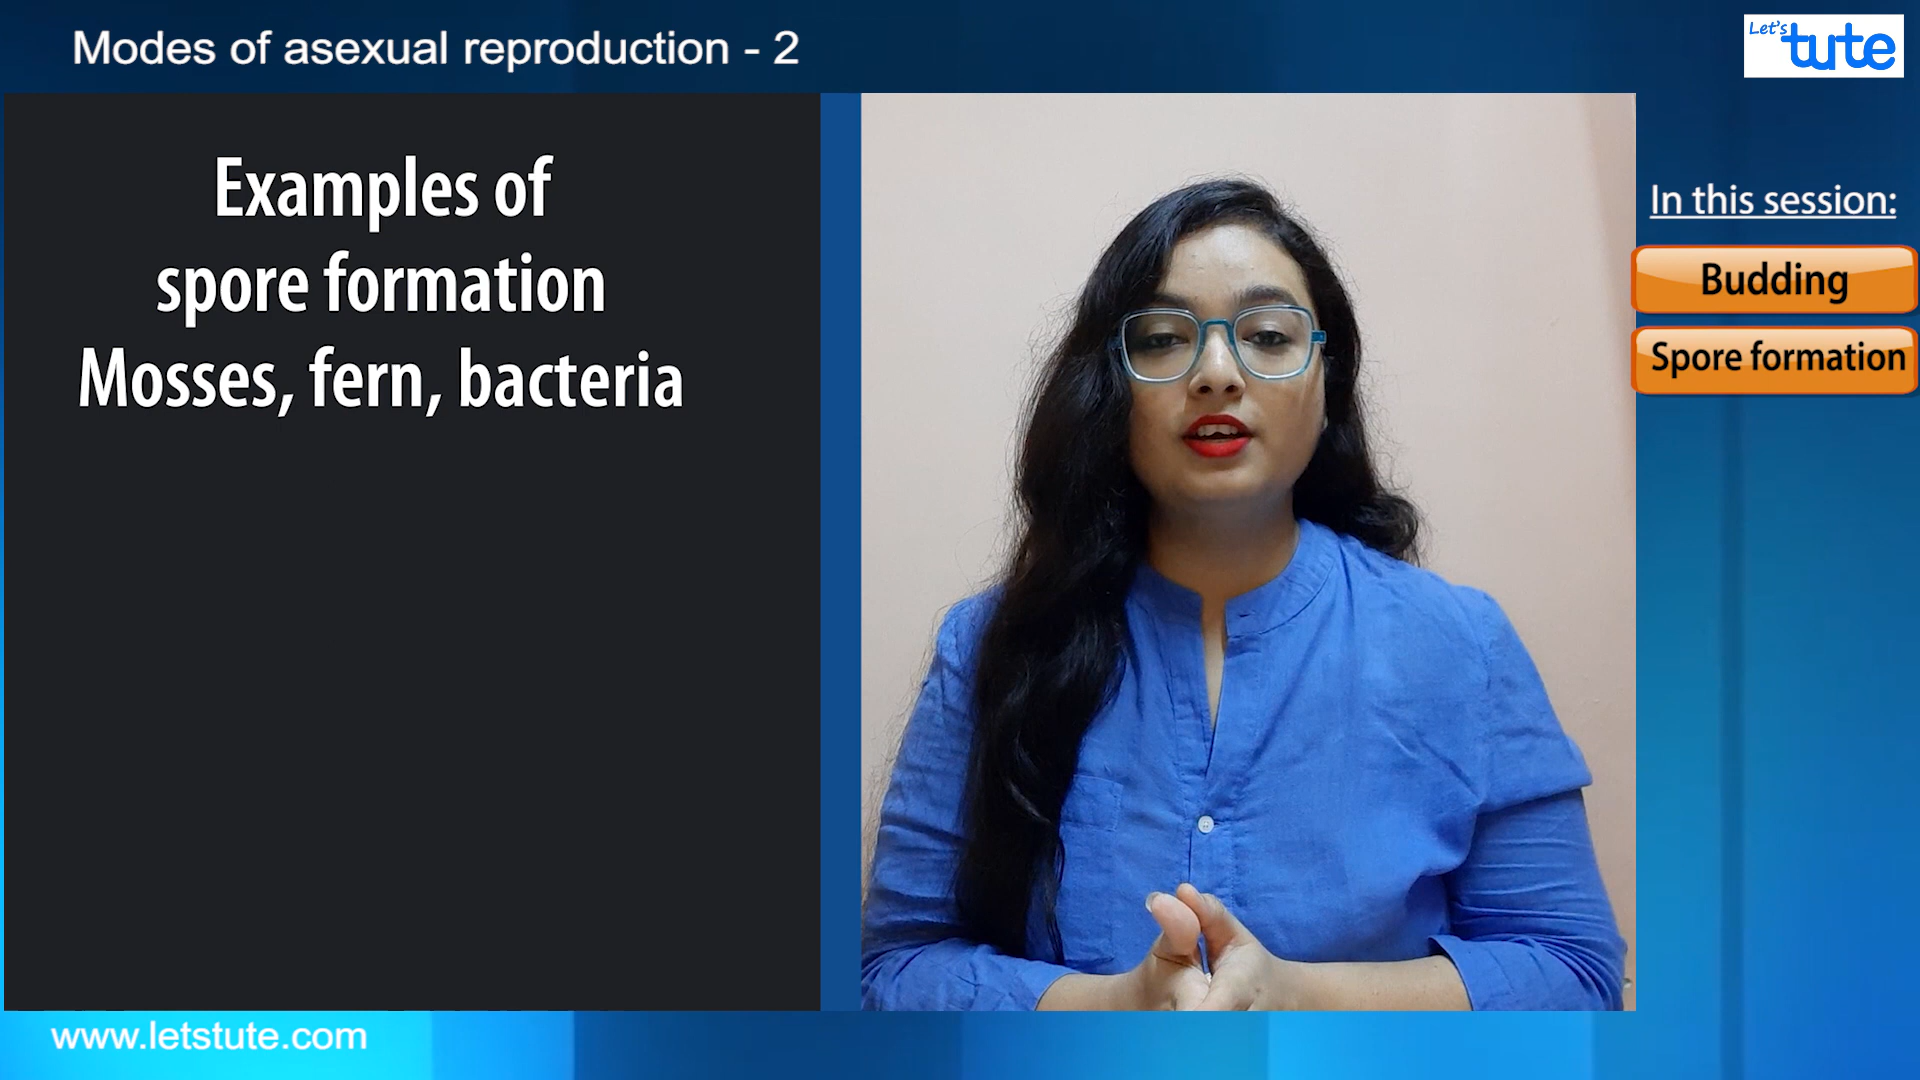 Modes of asexual reproduction - 2
Let's
tute
Examples of
spore formation
Mosses, fern, bacteria
In this session:
Budding
Spore formation
www.letstute.com